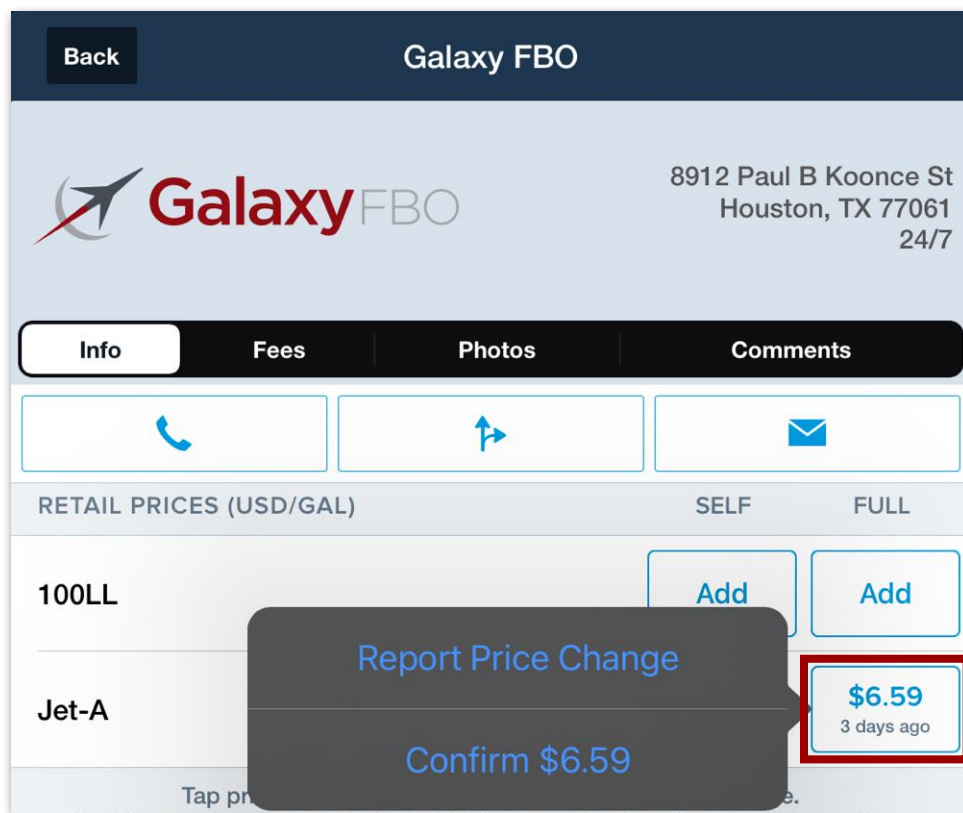 Back
Galaxy FBO
Galaxy FBO
8912 Paul B Koonce St
Houston, TX 77061
24/7
Info Fees Photos Comments
RETAIL PRICES (USD/GAL) SELF FULL
100LL Add Add
Report Price Change
Jet-A $6.59
3 days ago
Confirm $6.59
Tap